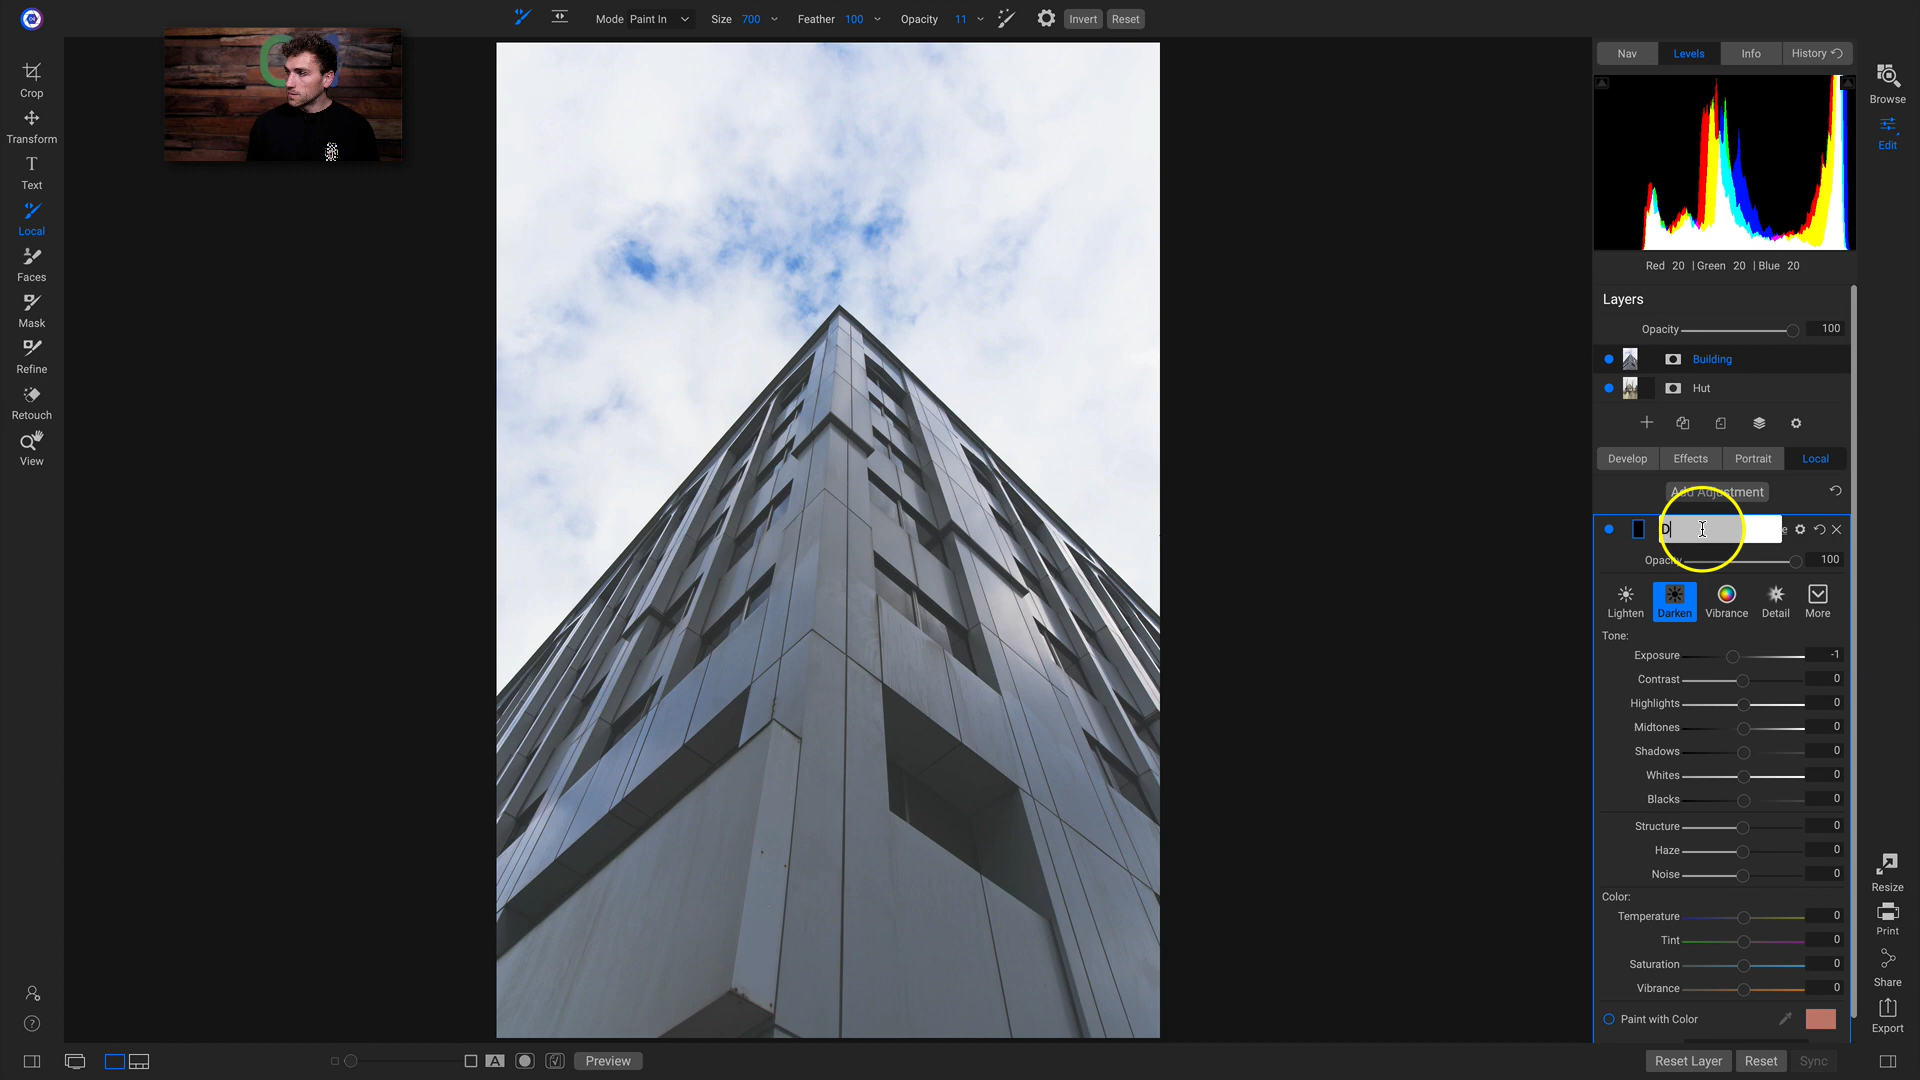 Mode Paint In Size 700 Feather 100 Opacity 11 Invert Reset
Crop
Transform
T
Text
Local
Faces
Mask
Refine
Retouch
View
Nav Levels Info History
Red 20 | Green 20 | Blue 20
Browse
Edit
Layers
Opacity 100
Building
Hut
Develop Effects Portrait Local
Add Adjustment
D
Opacity 100
Lighten Darken Vibrance Detail More
Tone:
Exposure -1
Contrast 0
Highlights 0
Midtones 0
Shadows 0
Whites 0
Blacks 0
Structure 0
Haze 0
Noise 0
Color:
Temperature 0
Tint 0
Saturation 0
Vibrance 0
Paint with Color
Resize
Print
Share
Export
?
A
Preview
Reset Layer Reset Sync